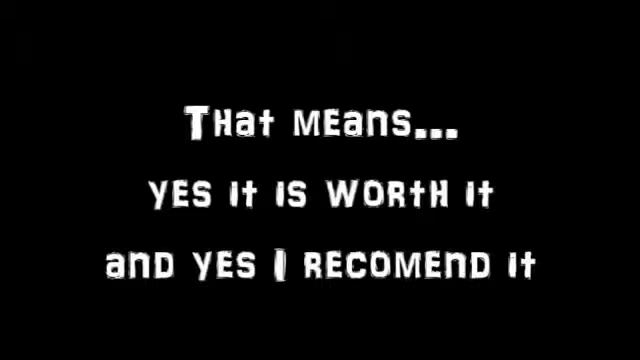 That means...
yes it is worth it
and yes I recomend it